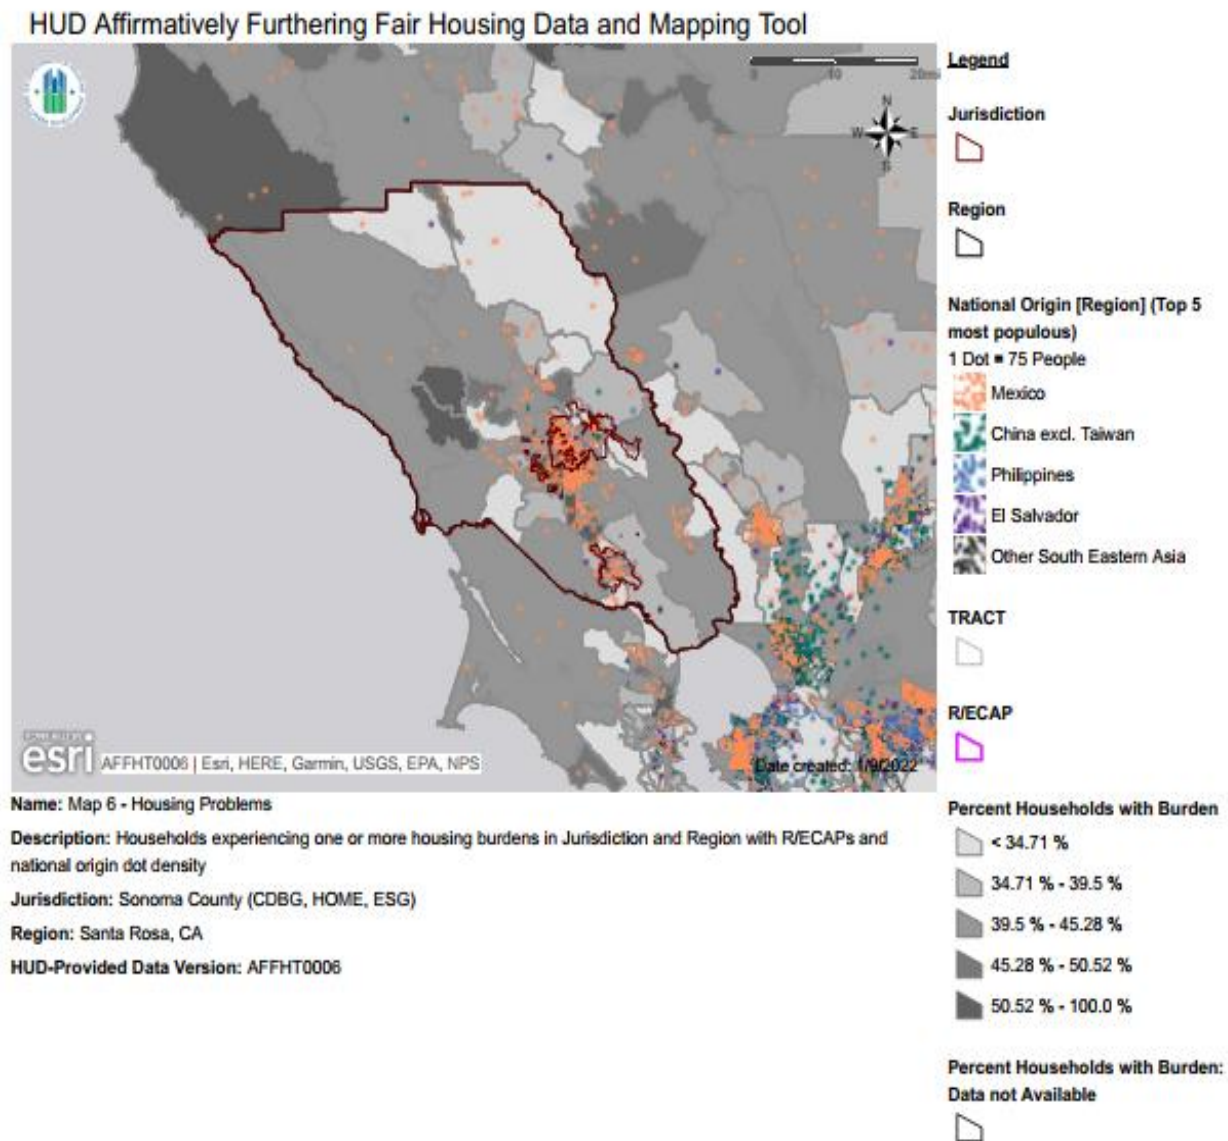 HUD Affirmatively Furthering Fair Housing Data and Mapping Tool
0 10 20mi
N
W E
S
esri
AFFHT0006 | Esri, HERE, Garmin, USGS, EPA, NPS
Date created: 1/9/2022
Name: Map 6 - Housing Problems
Description: Households experiencing one or more housing burdens in Jurisdiction and Region with R/ECAPs and
national origin dot density
Jurisdiction: Sonoma County (CDBG, HOME, ESG)
Region: Santa Rosa, CA
HUD-Provided Data Version: AFFHT0006
Legend
Jurisdiction
Region
National Origin [Region] (Top 5
most populous)
1 Dot = 75 People
Mexico
China excl. Taiwan
Philippines
El Salvador
Other South Eastern Asia
TRACT
R/ECAP
Percent Households with Burden
< 34.71 %
34.71 % - 39.5 %
39.5 % - 45.28 %
45.28 % - 50.52 %
50.52 % - 100.0 %
Percent Households with Burden:
Data not Available